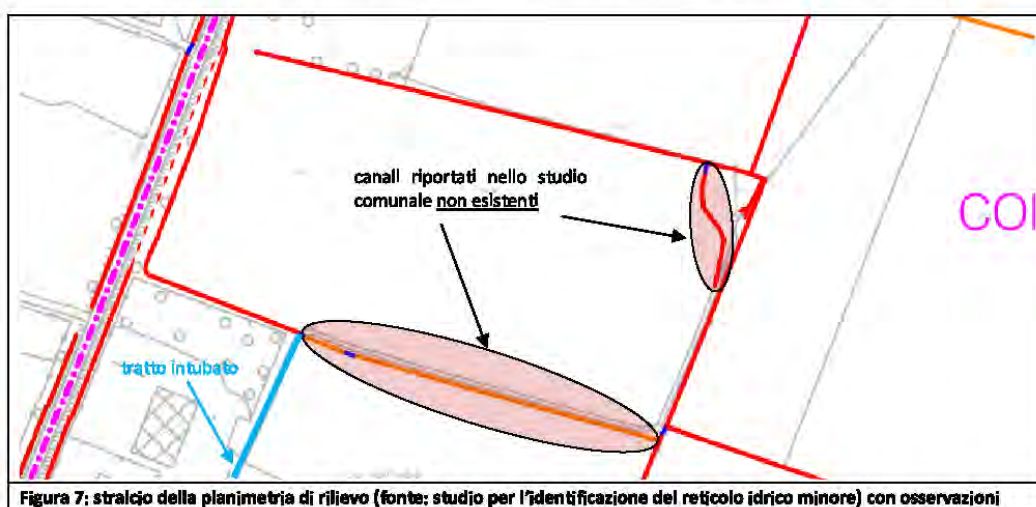 canali riportati nello studio
comunale non esistenti
COI
tratto intubato
Figura 7: stralcio della planimetria di rilievo (fonte: studio per l'identificazione del reticolo idrico minore) con osservazioni